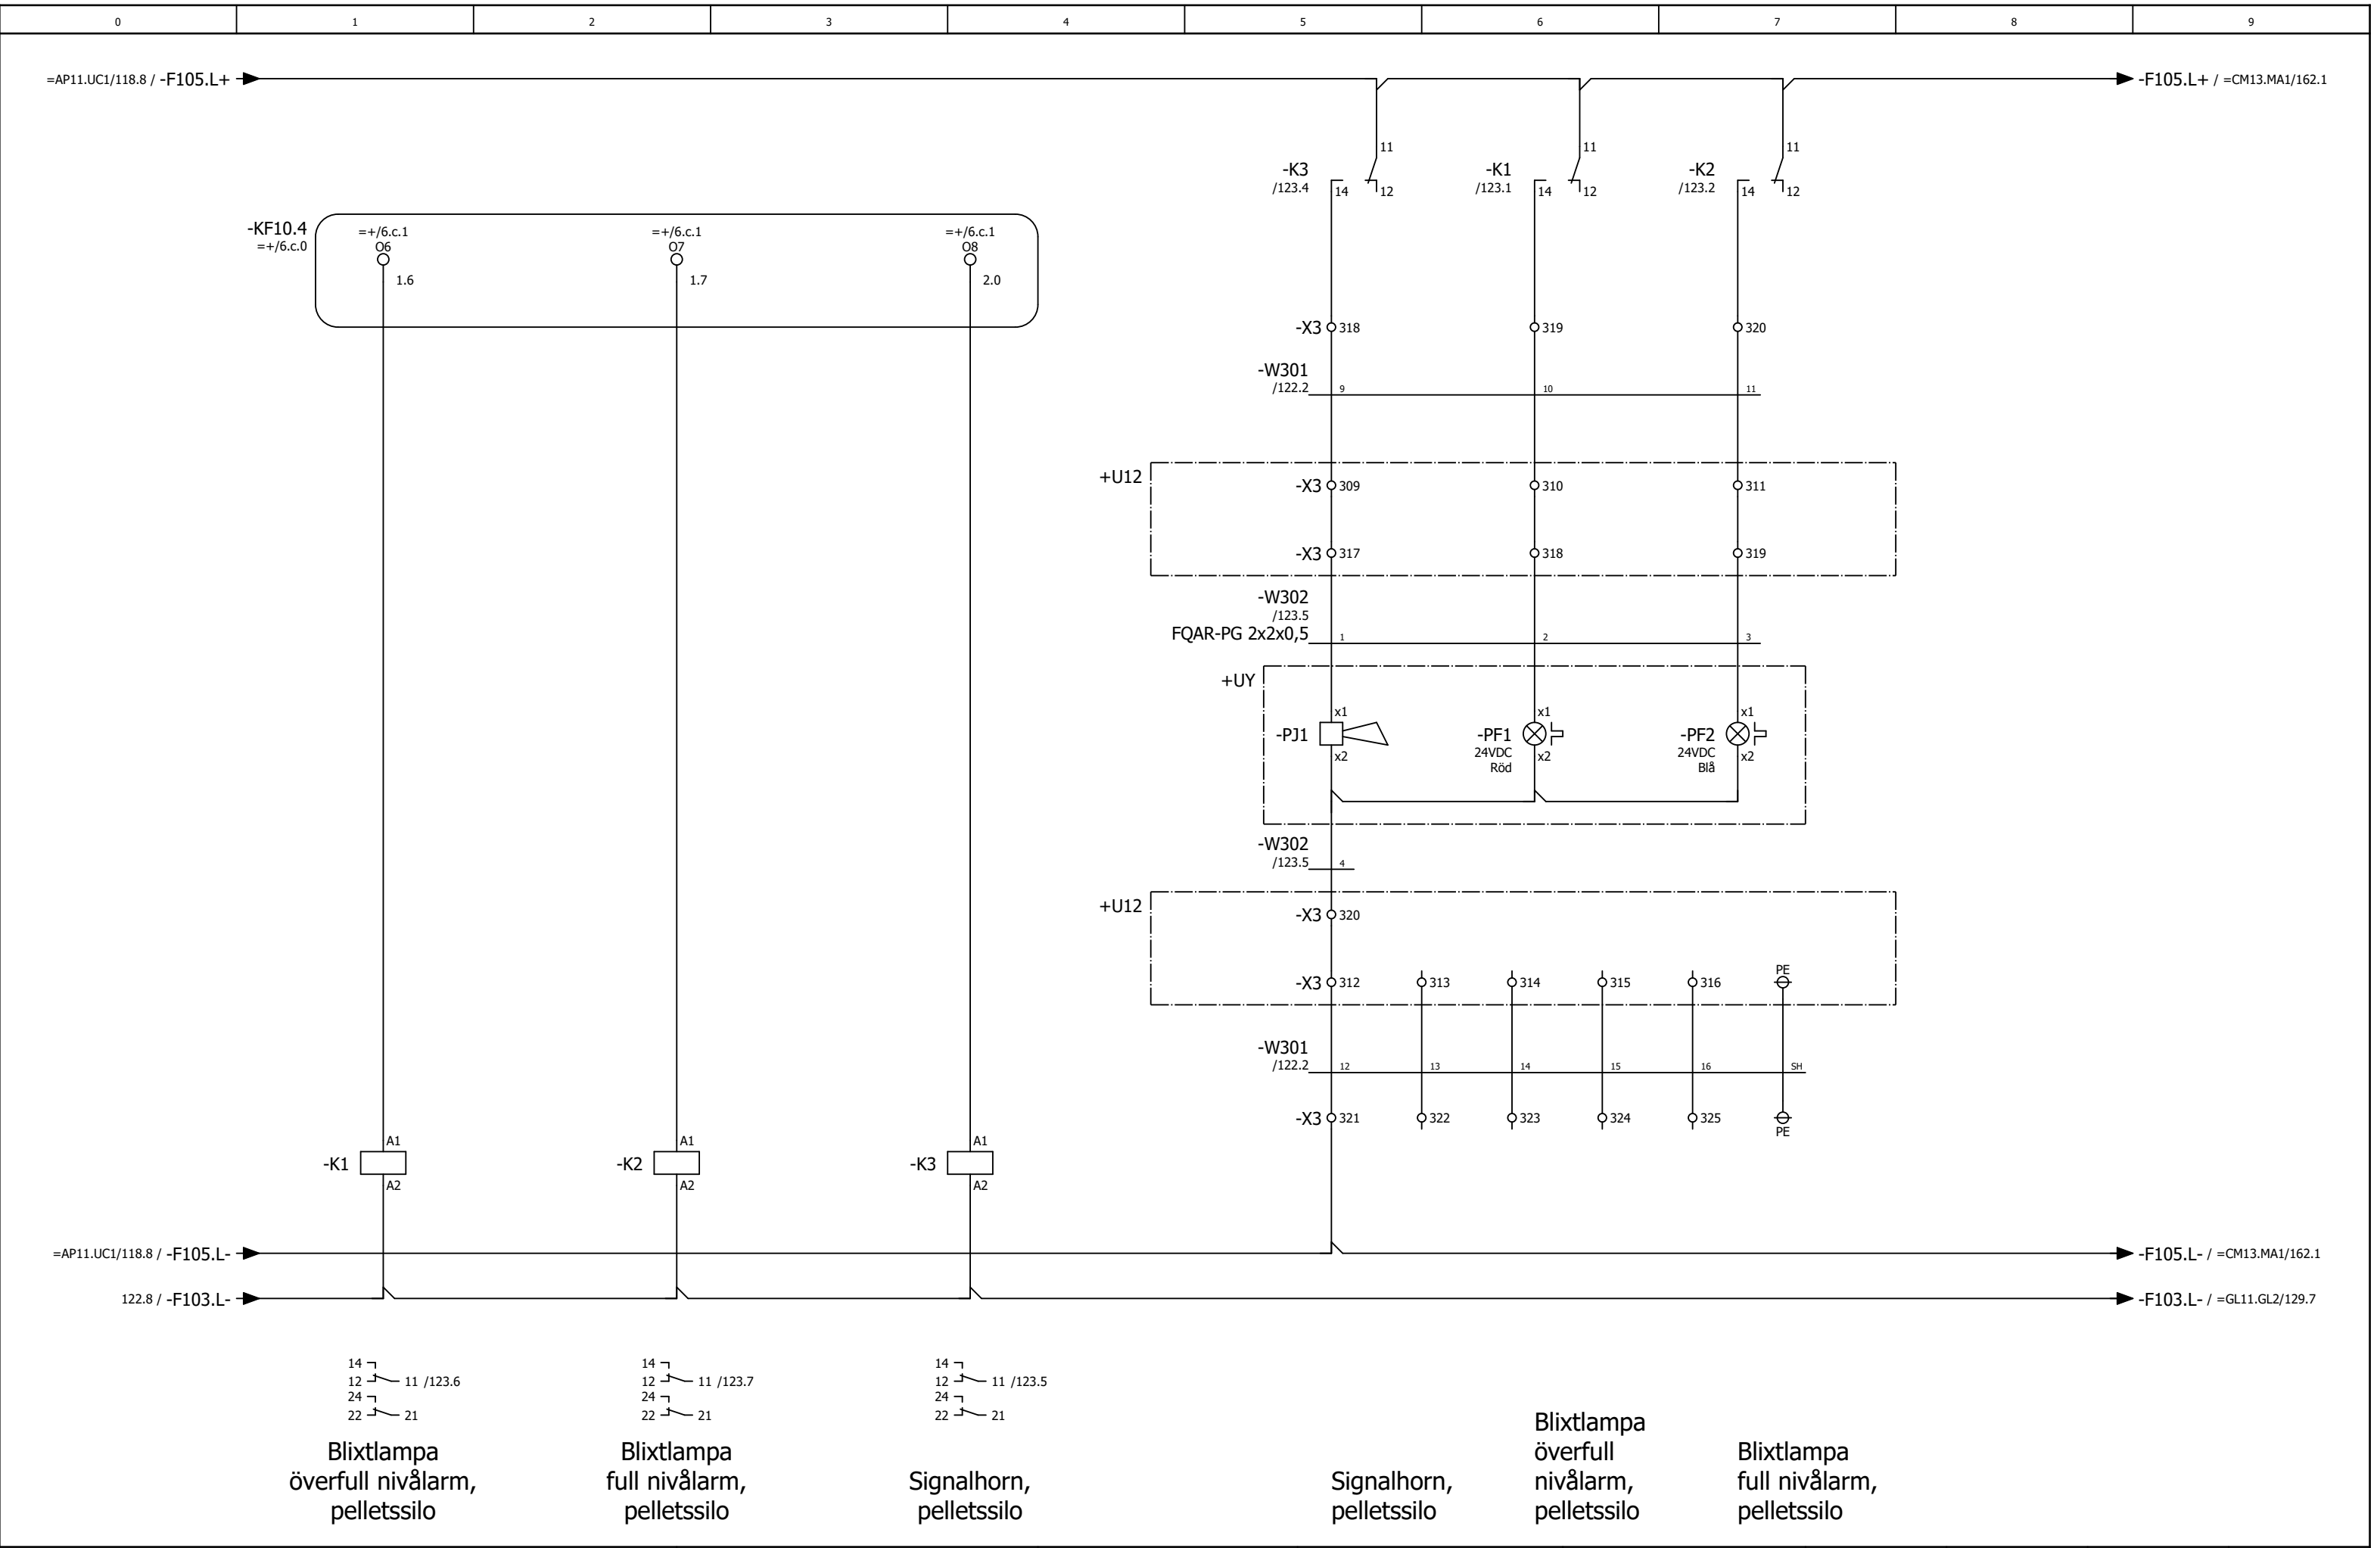 0 1 2 3 4 5 6 7 8 9
=AP11.UC1/118.8 / -F105.L+
-F105.L+ / =CM13.MA1/162.1
11 11 11
-K3 -K1 -K2
/123.4 14 12 /123.1 14 12 /123.2 14 12
-KF10.4
=+/6.c.0
=+/6.c.1 =+/6.c.1 =+/6.c.1
O6 O7 O8
1.6 1.7 2.0
-X3 318 319 320
-W301
/122.2 9 10 11
+U12
-X3 309 310 311
-X3 317 318 319
-W302
/123.5
FQAR-PG 2x2x0,5 1 2 3
+UY
x1 x1 x1
-PJ1 -PF1 -PF2
24VDC 24VDC
x2 x2 x2
Röd Blå
-W302
/123.5 4
+U12
-X3 320
PE
-X3 312 313 314 315 316
-W301
/122.2 12 13 14 15 16 SH
-X3 321 322 323 324 325
PE
A1 A1 A1
-K1 -K2 -K3
A2 A2 A2
=AP11.UC1/118.8 / -F105.L-
-F105.L- / =CM13.MA1/162.1
122.8 / -F103.L-
-F103.L- / =GL11.GL2/129.7
14 14 14
12 11 /123.6 12 11 /123.7 12 11 /123.5
24 24 24
22 21 22 21 22 21
Blixtlampa
överfull nivålarm,
pelletssilo
Blixtlampa
full nivålarm,
pelletssilo
Signalhorn,
pelletssilo
Signalhorn,
pelletssilo
Blixtlampa
överfull
nivålarm,
pelletssilo
Blixtlampa
full nivålarm,
pelletssilo